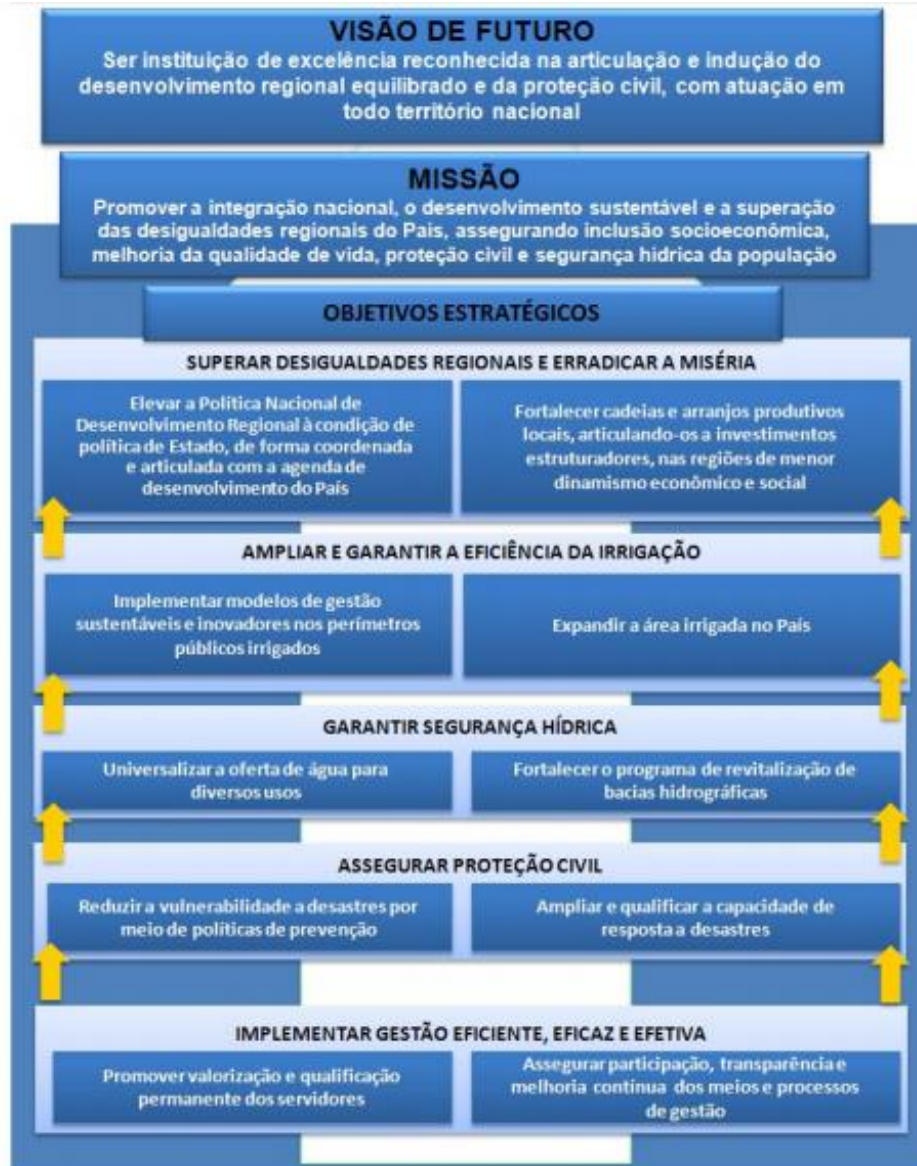 VISÃO DE FUTURO
Ser instituição de excelência reconhecida na articulação e indução do
desenvolvimento regional equilibrado e da proteção civil, com atuação em
todo território nacional
MISSÃO
Promover a integração nacional, o desenvolvimento sustentável e a superação
das desigualdades regionais do País, assegurando inclusão socioeconômica,
melhoria da qualidade de vida, proteção civil e segurança hídrica da população
OBJETIVOS ESTRATÉGICOS
SUPERAR DESIGUALDADES REGIONAIS E ERRADICAR A MISÉRIA
Elevar a Política Nacional de
Desenvolvimento Regional à condição de
política de Estado, de forma coordenada
e articulada com a agenda de
desenvolvimento do País
Fortalecer cadeias e arranjos produtivos
locais, articulando-os a investimentos
estruturadores, nas regiões de menor
dinamismo econômico e social
AMPLIAR E GARANTIR A EFICIÊNCIA DA IRRIGAÇÃO
Implementar modelos de gestão
sustentáveis e inovadores nos perímetros
públicos irrigados
Expandir a área irrigada no País
GARANTIR SEGURANÇA HÍDRICA
Universalizar a oferta de água para
diversos usos
Fortalecer o programa de revitalização de
bacias hidrográficas
ASSEGURAR PROTEÇÃO CIVIL
Reduzir a vulnerabilidade a desastres por
meio de políticas de prevenção
Ampliar e qualificar a capacidade de
resposta a desastres
IMPLEMENTAR GESTÃO EFICIENTE, EFICAZ E EFETIVA
Promover valorização e qualificação
permanente dos servidores
Assegurar participação, transparência e
melhoria contínua dos meios e processos
de gestão